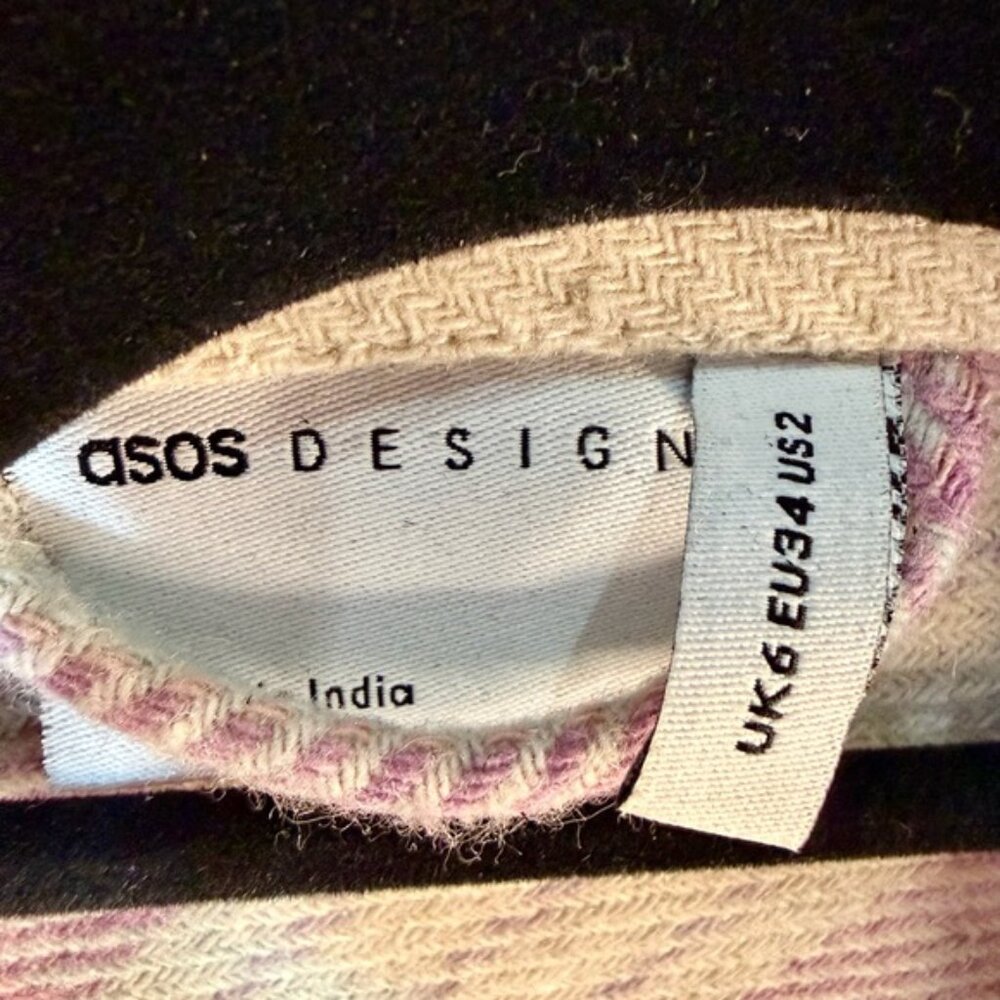 asos DESIGN
India
UK6 EU34 US2